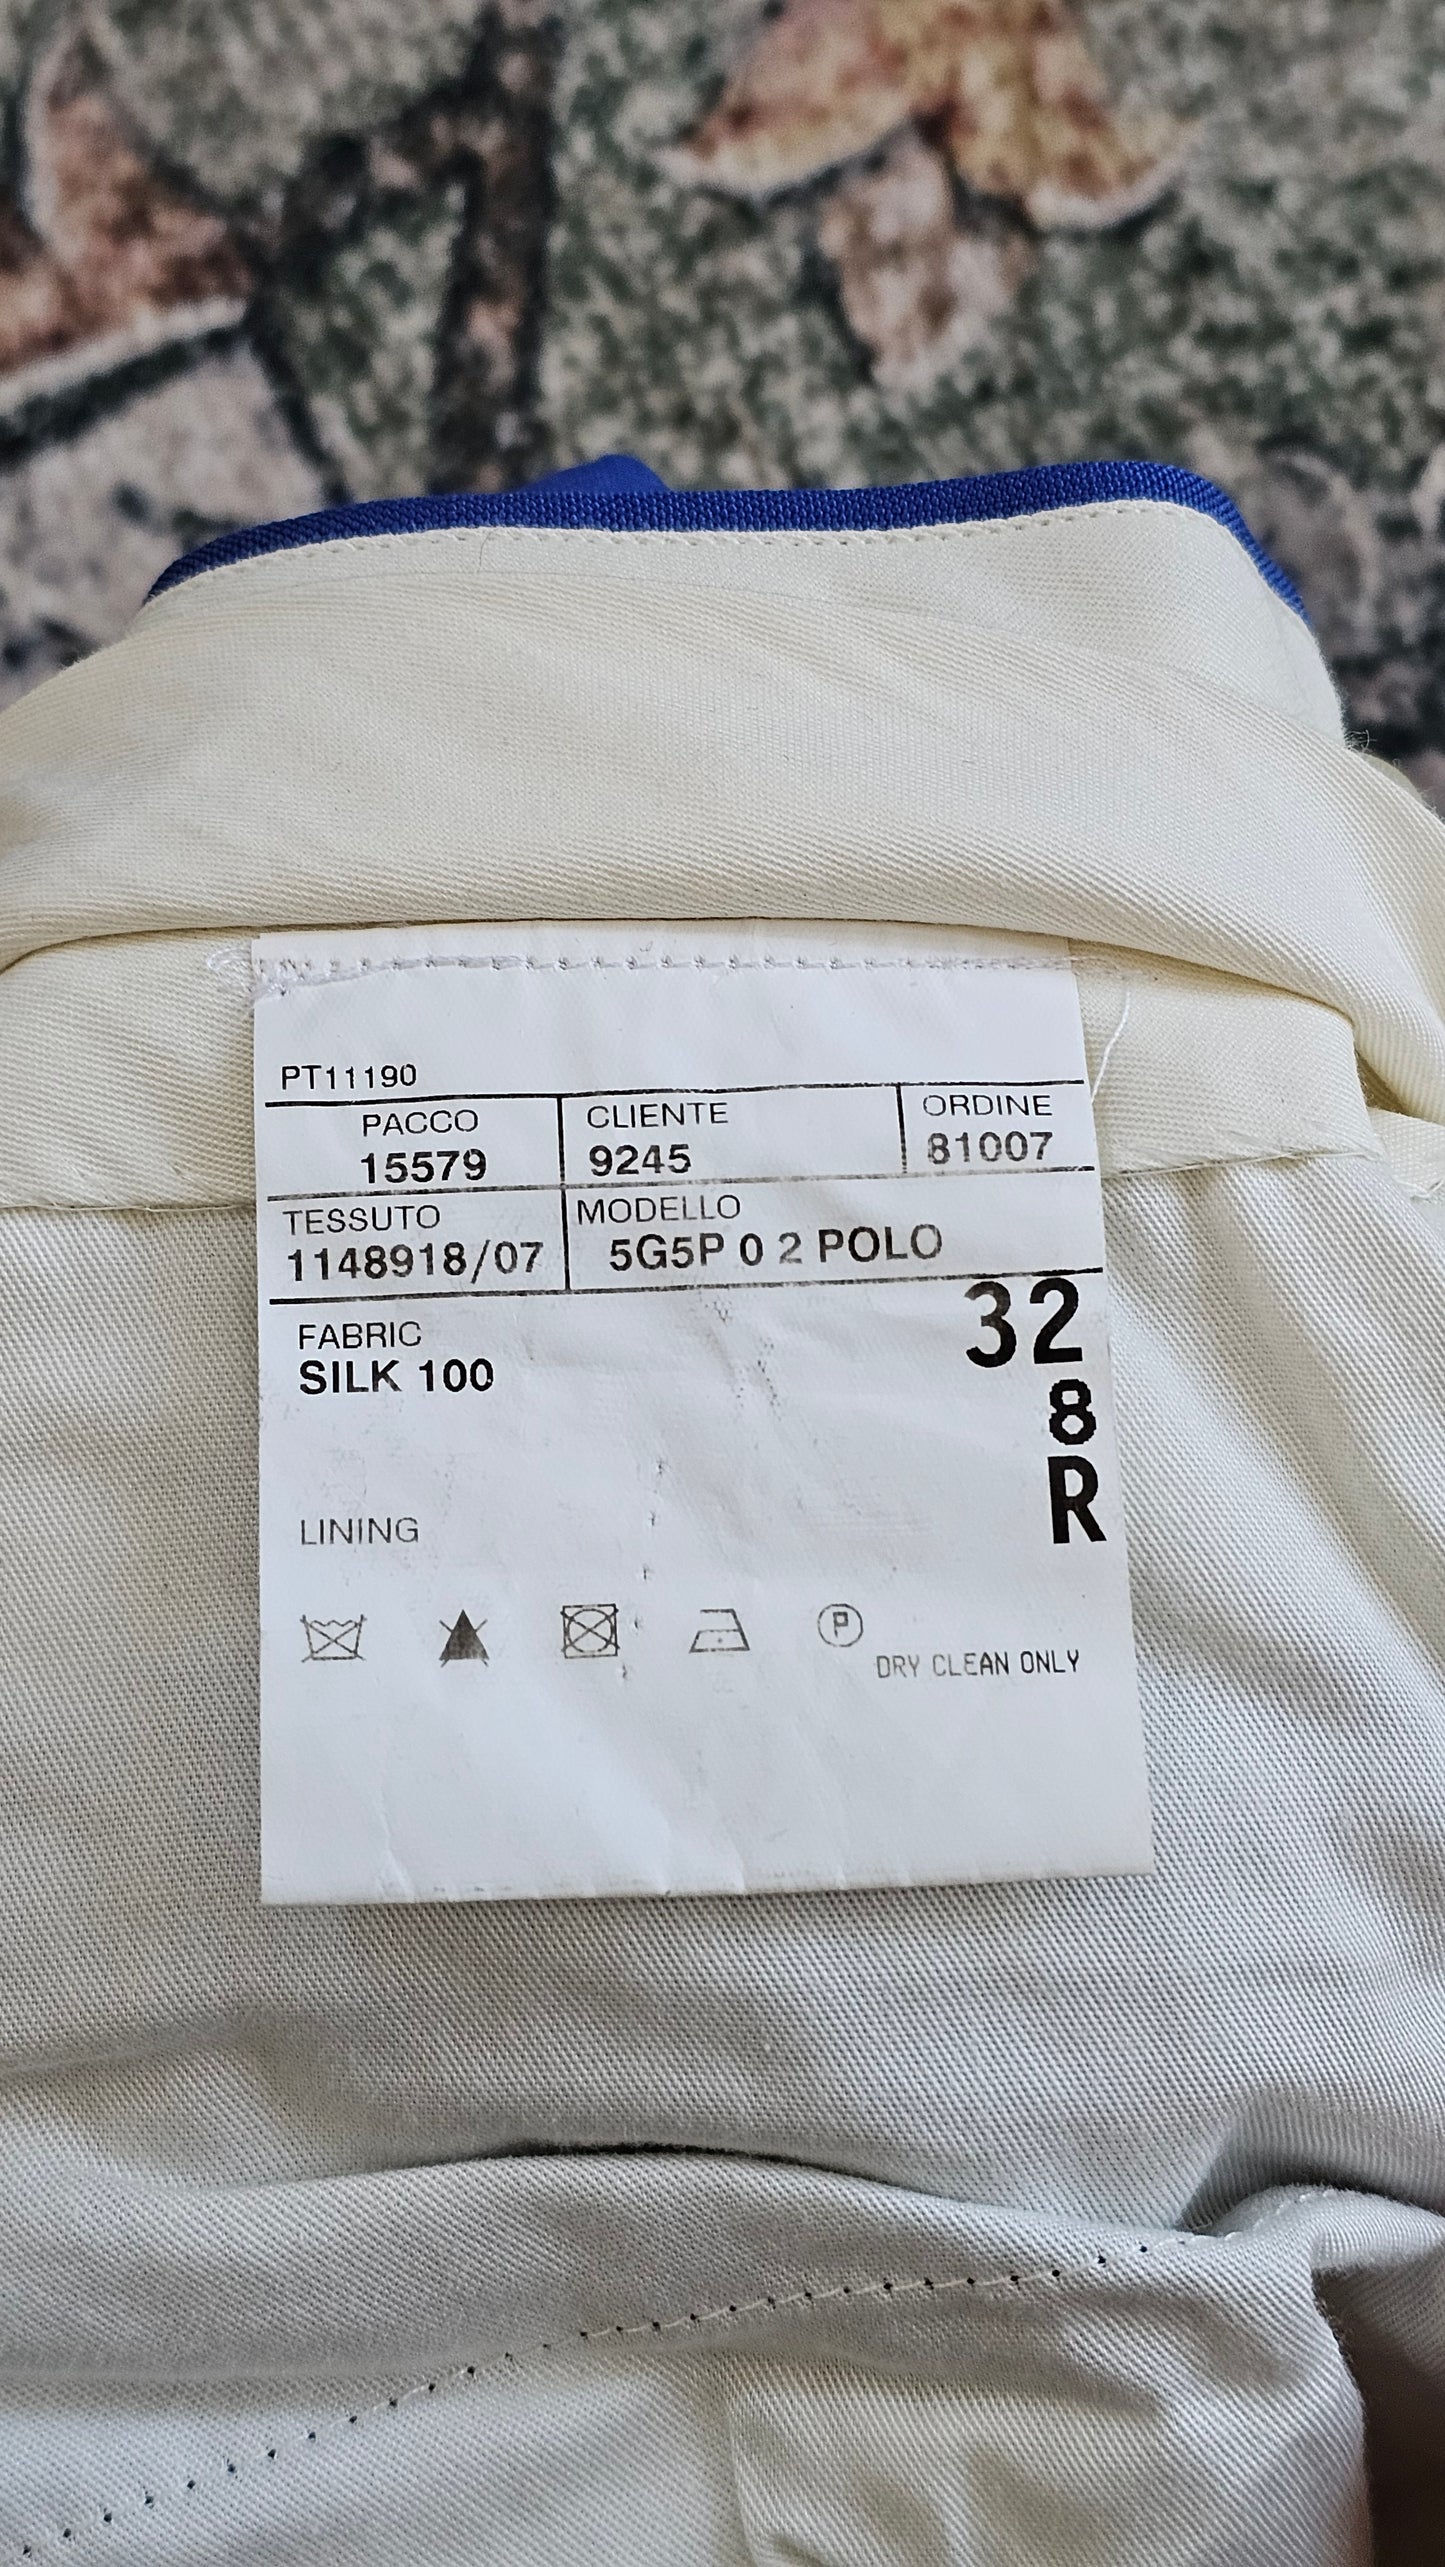 PT11190
PACCO CLIENTE ORDINE
15579 9245 81007
TESSUTO MODELLO
1148918/07 5G5P 0 2 POLO
32
FABRIC
SILK 100
8
R
LINING
P
DRY CLEAN ONLY